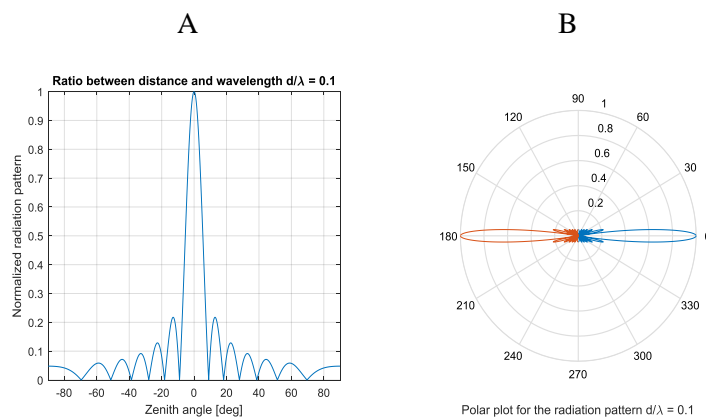 A
B
Ratio between distance and wavelength d/λ = 0.1
Normalized radiation pattern
1
0.9
0.8
0.7
0.6
0.5
0.4
0.3
0.2
0.1
0
-80 -60 -40 -20 0 20 40 60 80
Zenith angle [deg]
90
1
120 60
0.8
0.6
150 0.4 30
0.2
180
210 330
240 300
270
Polar plot for the radiation pattern d/λ = 0.1